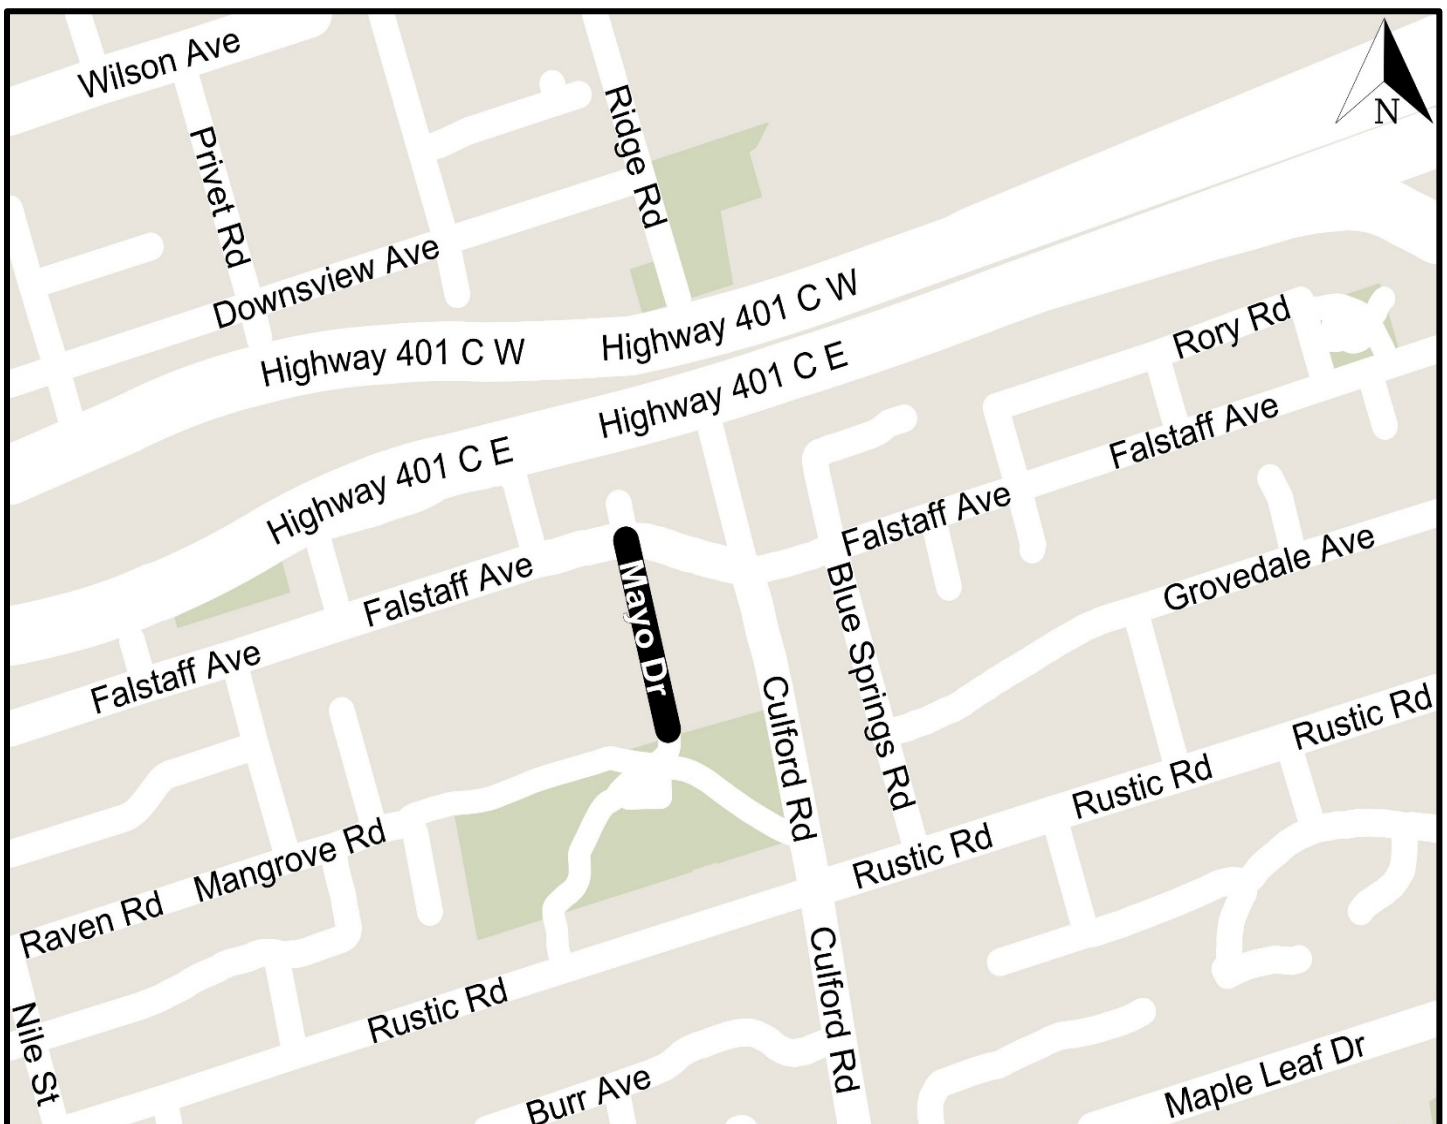 Wilson Ave
N
Ridge Rd
Privet Rd
Downsview Ave
Highway 401 C W
Highway 401 C W
Rory Rd
Highway 401 C E
Highway 401 C E
Falstaff Ave
Falstaff Ave
Falstaff Ave
Falstaff Ave
Mayo Dr
Blue Springs Rd
Grovedale Ave
Culford Rd
Rustic Rd
Rustic Rd
Rustic Rd
Mangrove Rd
Raven Rd
Culford Rd
Rustic Rd
Nile St
Burr Ave
Maple Leaf Dr